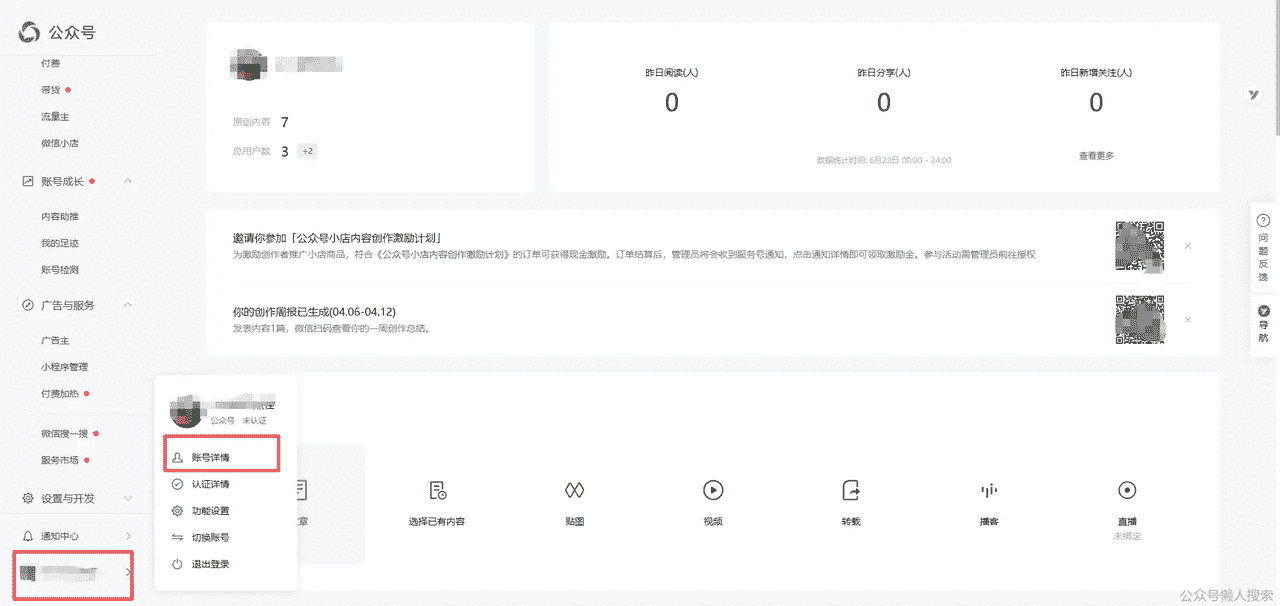 公众号
付费
带货
流量主
微信小店
账号成长
内容助推
我的足迹
账号检测
广告与服务
广告主
小程序管理
付费加热
微信搜一搜
服务市场
设置与开发
通知中心
原创内容 7
总用户数 3 +2
昨日阅读(人) 昨日分享(人) 昨日新增关注(人)
0 0 0
数据统计时间: 6月23日 00:00 - 24:00 查看更多
邀请你参加「公众号小店内容创作激励计划」
为激励创作者推广小店商品，符合《公众号小店内容创作激励计划》的订单可获得现金激励。订单结算后，管理员将会收到服务号通知，点击通知详情即可领取激励金。参与活动需管理员前往授权
你的创作周报已生成(04.06-04.12)
发表内容1篇，微信扫码查看你的一周创作总结。
公众号 未认证
账号详情
认证详情
功能设置
切换账号
退出登录
章 选择已有内容 贴图 视频 转载 播客 直播
未绑定
问题反馈
导航
公众号懒人搜索